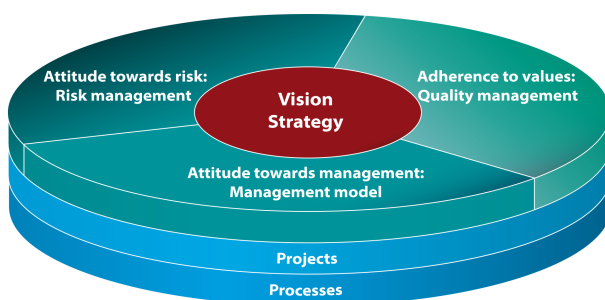 Attitude towards risk:
Risk management
Adherence to values:
Quality management
Vision
Strategy
Attitude towards management:
Management model
Projects
Processes